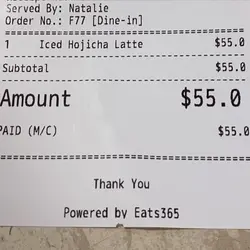 Served By: Natalie
Order No.: F77 [Dine-in]
1 Iced Hojicha Latte $55.0
Subtotal $55.0
Amount $55.0
PAID (M/C) $55.0
Thank You
Powered by Eats365